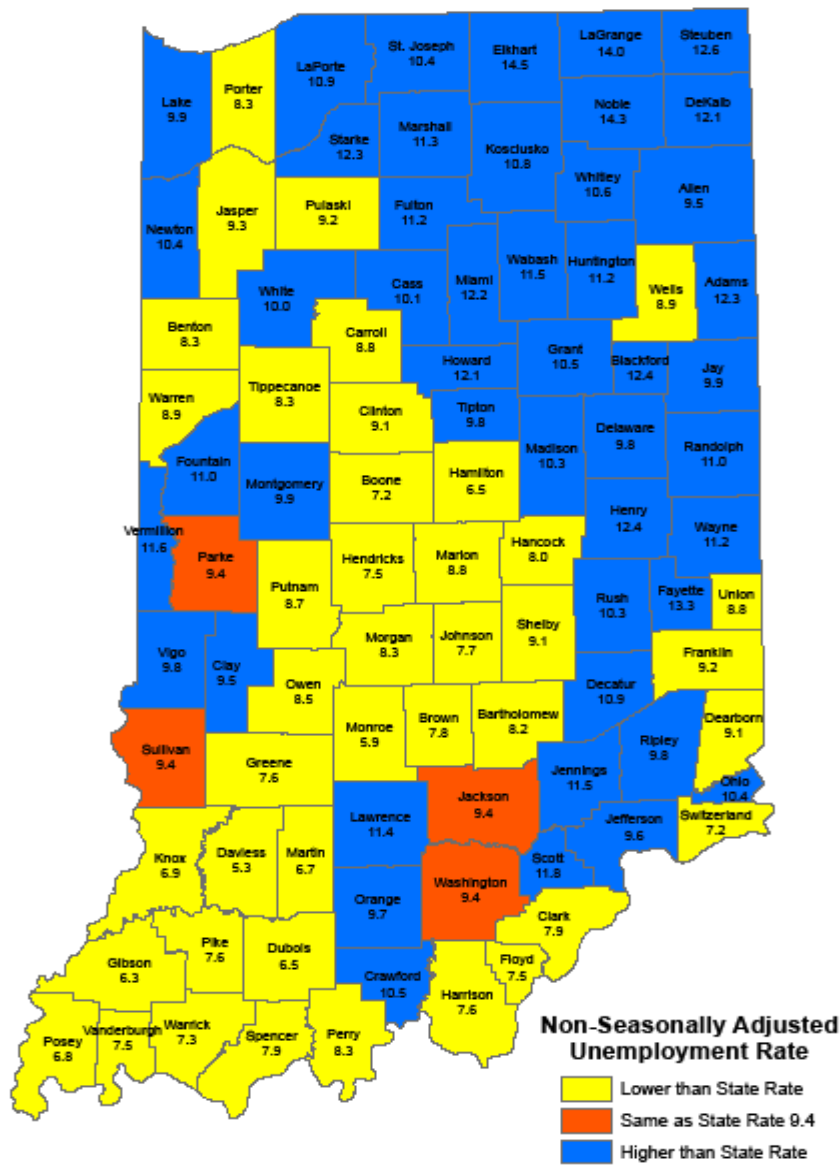 LaPorte
10.9
St. Joseph
10.4
Elkhart
14.5
LaGrange
14.0
Steuben
12.6
Lake
9.9
Porter
8.3
Noble
14.3
DeKalb
12.1
Starke
12.3
Marshall
11.3
Kosciusko
10.8
Whitley
10.6
Allen
9.5
Newton
10.4
Jasper
9.3
Pulaski
9.2
Fulton
11.2
White
10.0
Cass
10.1
Miami
12.2
Wabash
11.5
Huntington
11.2
Wells
8.9
Adams
12.3
Benton
8.3
Carroll
8.8
Howard
12.1
Grant
10.5
Blackford
12.4
Jay
9.9
Warren
8.9
Tippecanoe
8.3
Clinton
9.1
Tipton
9.8
Madison
10.3
Delaware
9.8
Randolph
11.0
Fountain
11.0
Montgomery
9.9
Boone
7.2
Hamilton
6.5
Henry
12.4
Wayne
11.2
Vermillion
11.6
Parke
9.4
Putnam
8.7
Hendricks
7.5
Marion
8.8
Hancock
8.0
Rush
10.3
Fayette
13.3
Union
8.8
Vigo
9.8
Clay
9.5
Owen
8.5
Morgan
8.3
Johnson
7.7
Shelby
9.1
Franklin
9.2
Decatur
10.9
Sullivan
9.4
Greene
7.6
Monroe
5.9
Brown
7.8
Bartholomew
8.2
Jennings
11.5
Ripley
9.8
Dearborn
9.1
Ohio
10.4
Lawrence
11.4
Jackson
9.4
Jefferson
9.6
Switzerland
7.2
Knox
6.9
Daviess
5.3
Martin
6.7
Orange
9.7
Washington
9.4
Scott
11.8
Clark
7.9
Gibson
6.3
Pike
7.6
Dubois
6.5
Crawford
10.5
Harrison
7.6
Floyd
7.5
Posey
6.8
Vanderburgh
7.5
Warrick
7.3
Spencer
7.9
Perry
8.3
Non-Seasonally Adjusted
Unemployment Rate
Lower than State Rate
Same as State Rate 9.4
Higher than State Rate